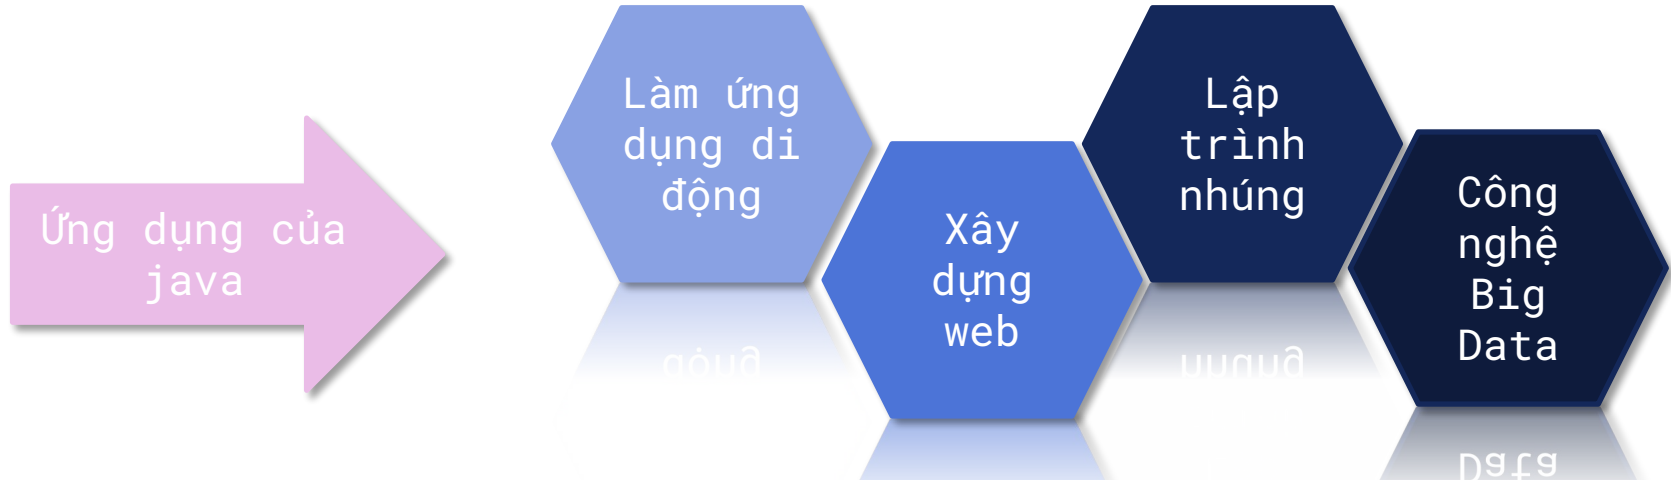 Ứng dụng của
java
Làm ứng
dụng di
động
Xây
dựng
web
Lập
trình
nhúng
Công
nghệ
Big
Data